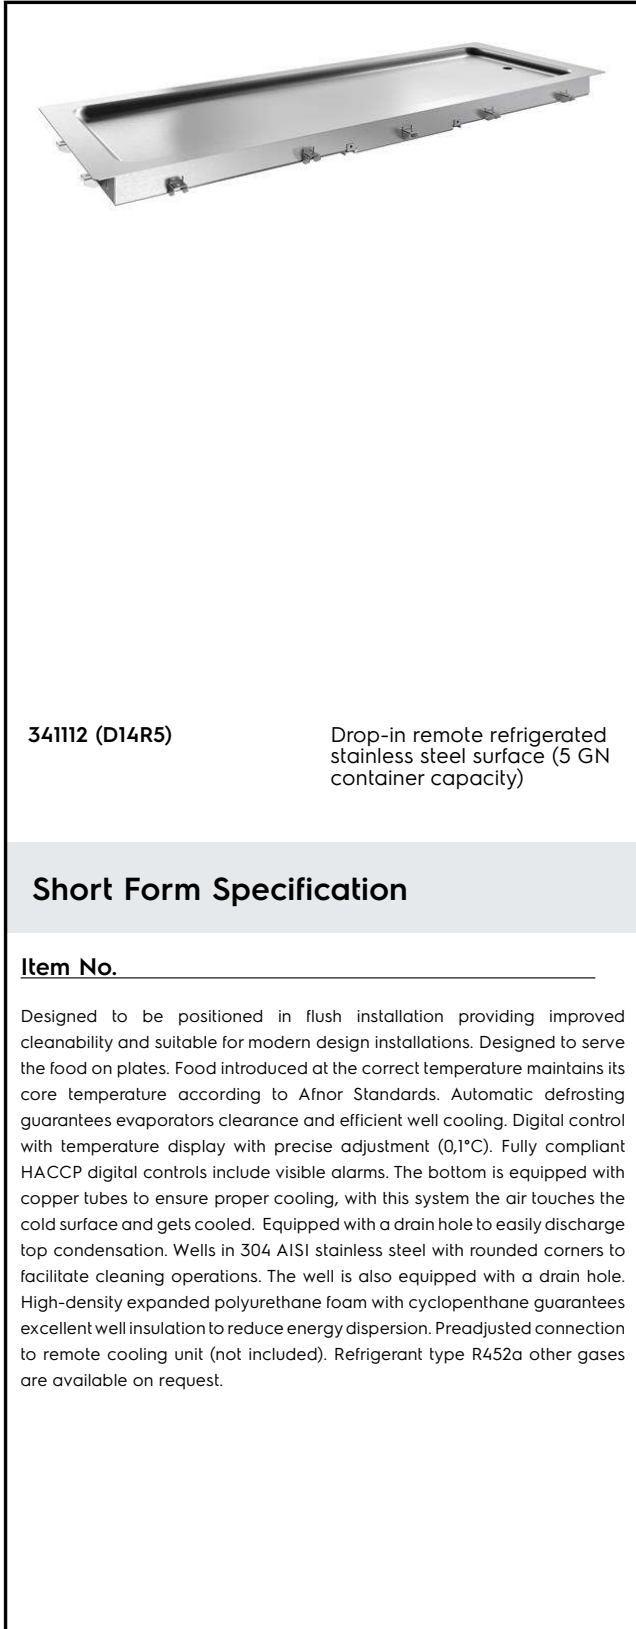 341112 (D14R5)
Drop-in remote refrigerated
stainless steel surface (5 GN
container capacity)
Short Form Specification
Item No.
Designed to be positioned in flush installation providing improved
cleanability and suitable for modern design installations. Designed to serve
the food on plates. Food introduced at the correct temperature maintains its
core temperature according to Afnor Standards. Automatic defrosting
guarantees evaporators clearance and efficient well cooling. Digital control
with temperature display with precise adjustment (0,1°C). Fully compliant
HACCP digital controls include visible alarms. The bottom is equipped with
copper tubes to ensure proper cooling, with this system the air touches the
cold surface and gets cooled. Equipped with a drain hole to easily discharge
top condensation. Wells in 304 AISI stainless steel with rounded corners to
facilitate cleaning operations. The well is also equipped with a drain hole.
High-density expanded polyurethane foam with cyclopenthane guarantees
excellent well insulation to reduce energy dispersion. Preadjusted connection
to remote cooling unit (not included). Refrigerant type R452a other gases
are available on request.